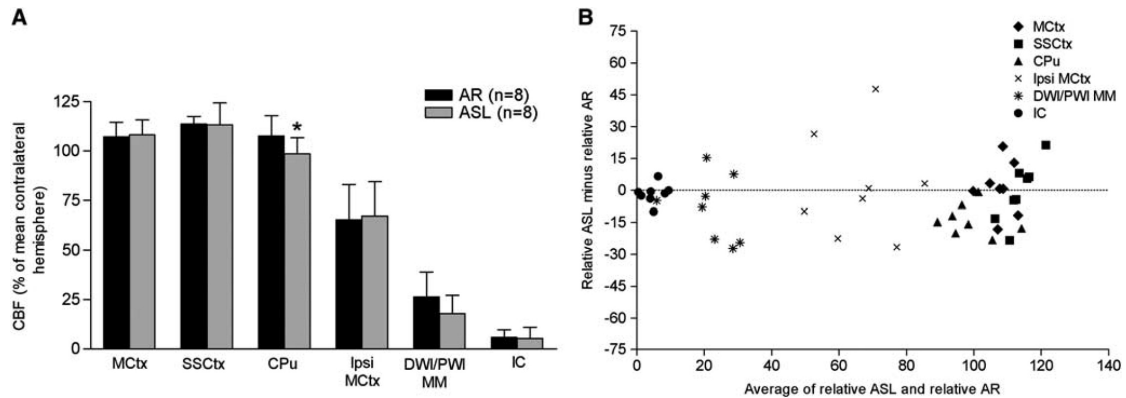 A
CBF (% of mean contralateral
hemisphere)
125
100
75
50
25
0
AR (n=8)
ASL (n=8)
*
MCtx
SSCtx
CPu
Ipsi
MCtx
DWI/PWI
MM
IC
B
Relative ASL minus relative AR
75
60
45
30
15
0
-15
-30
-45
-60
-75
MCtx
SSCtx
CPu
Ipsi MCtx
DWI/PWI MM
IC
0 20 40 60 80 100 120 140
Average of relative ASL and relative AR